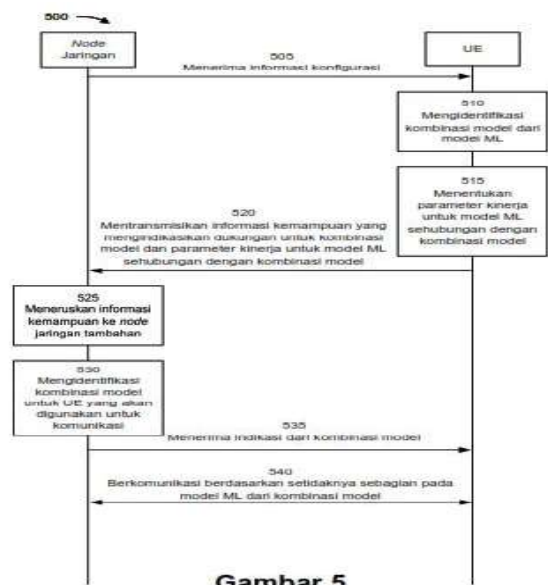 500
Node
Jaringan
UE
505
Menerima informasi konfigurasi
510
Mengidentifikasi
kombinasi model dari
model ML
515
Menentukan
parameter kinerja
untuk model ML
sehubungan dengan
kombinasi model
520
Mentransmisikan informasi kemampuan yang
mengindikasikan dukungan untuk kombinasi
model dan parameter kinerja untuk model ML
sehubungan dengan kombinasi model
525
Meneruskan informasi
kemampuan ke node
jaringan tambahan
530
Mengidentifikasi
kombinasi model
untuk UE yang akan
digunakan untuk
komunikasi
535
Menerima indikasi dari kombinasi model
540
Berkomunikasi berdasarkan setidaknya sebagian pada
model ML dari kombinasi model
Gambar 5